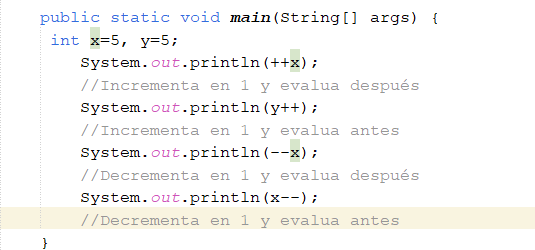 public static void main(String[] args) {
int x=5, y=5;
System.out.println(++x);
//Incrementa en 1 y evalua después
System.out.println(y++);
//Incrementa en 1 y evalua antes
System.out.println(--x);
//Decrementa en 1 y evalua después
System.out.println(x--);
//Decrementa en 1 y evalua antes
}